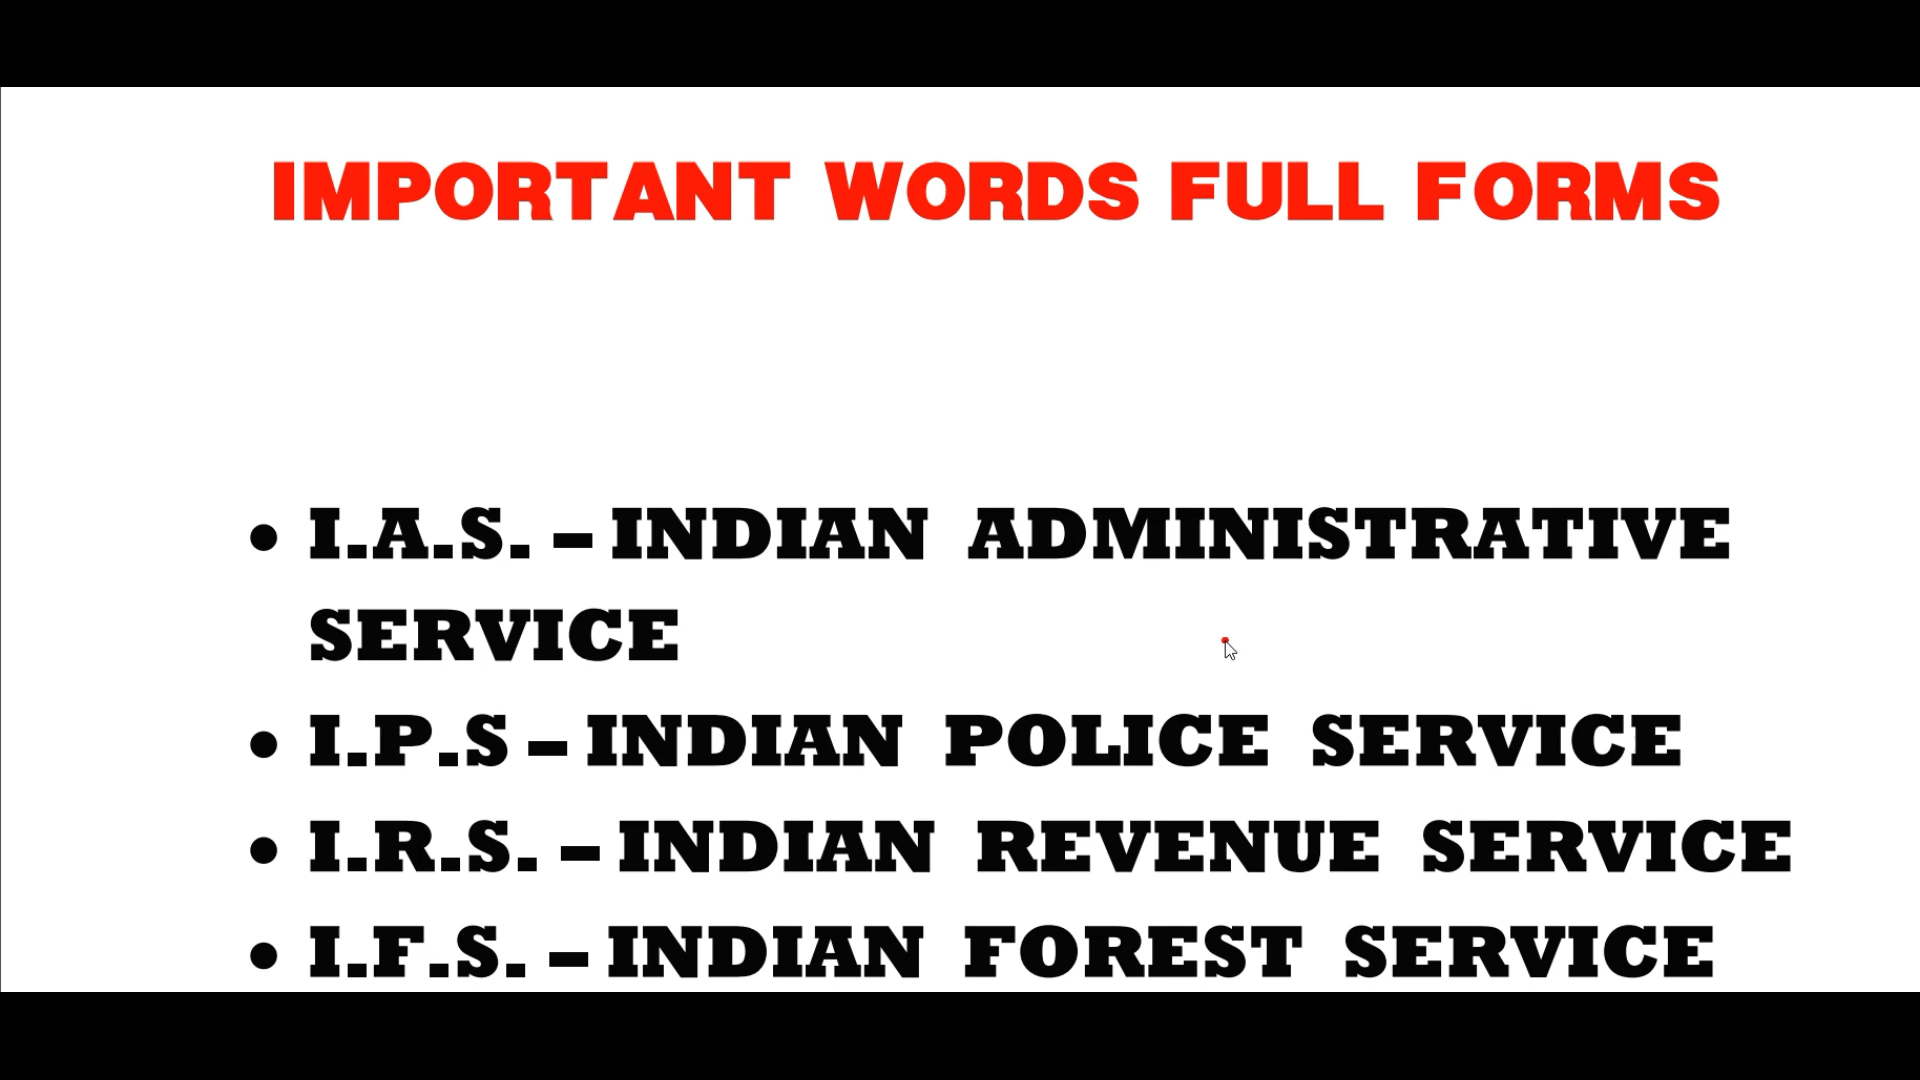 IMPORTANT WORDS FULL FORMS
• I.A.S. – INDIAN ADMINISTRATIVE
SERVICE
• I.P.S – INDIAN POLICE SERVICE
• I.R.S. – INDIAN REVENUE SERVICE
• I.F.S. – INDIAN FOREST SERVICE